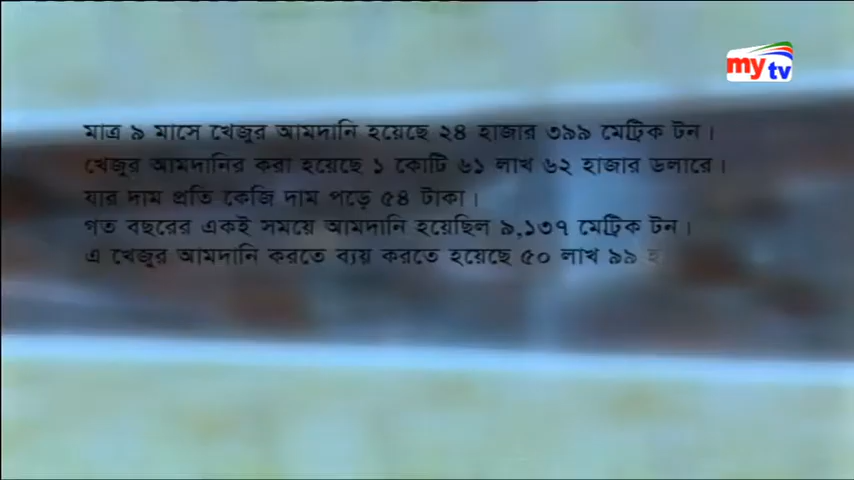 my tv
মাত্র ৯ মাসে খেজুর আমদানি হয়েছে ২৪ হাজার ৩৯৯ মেট্রিক টন।
খেজুর আমদানির করা হয়েছে ১ কোটি ৬১ লাখ ৬২ হাজার ডলারে।
যার দাম প্রতি কেজি দাম পড়ে ৫৪ টাকা।
গত বছরের একই সময়ে আমদানি হয়েছিল ৯,১৩৭ মেট্রিক টন।
এ খেজুর আমদানি করতে ব্যয় করতে হয়েছে ৫০ লাখ ৯৯